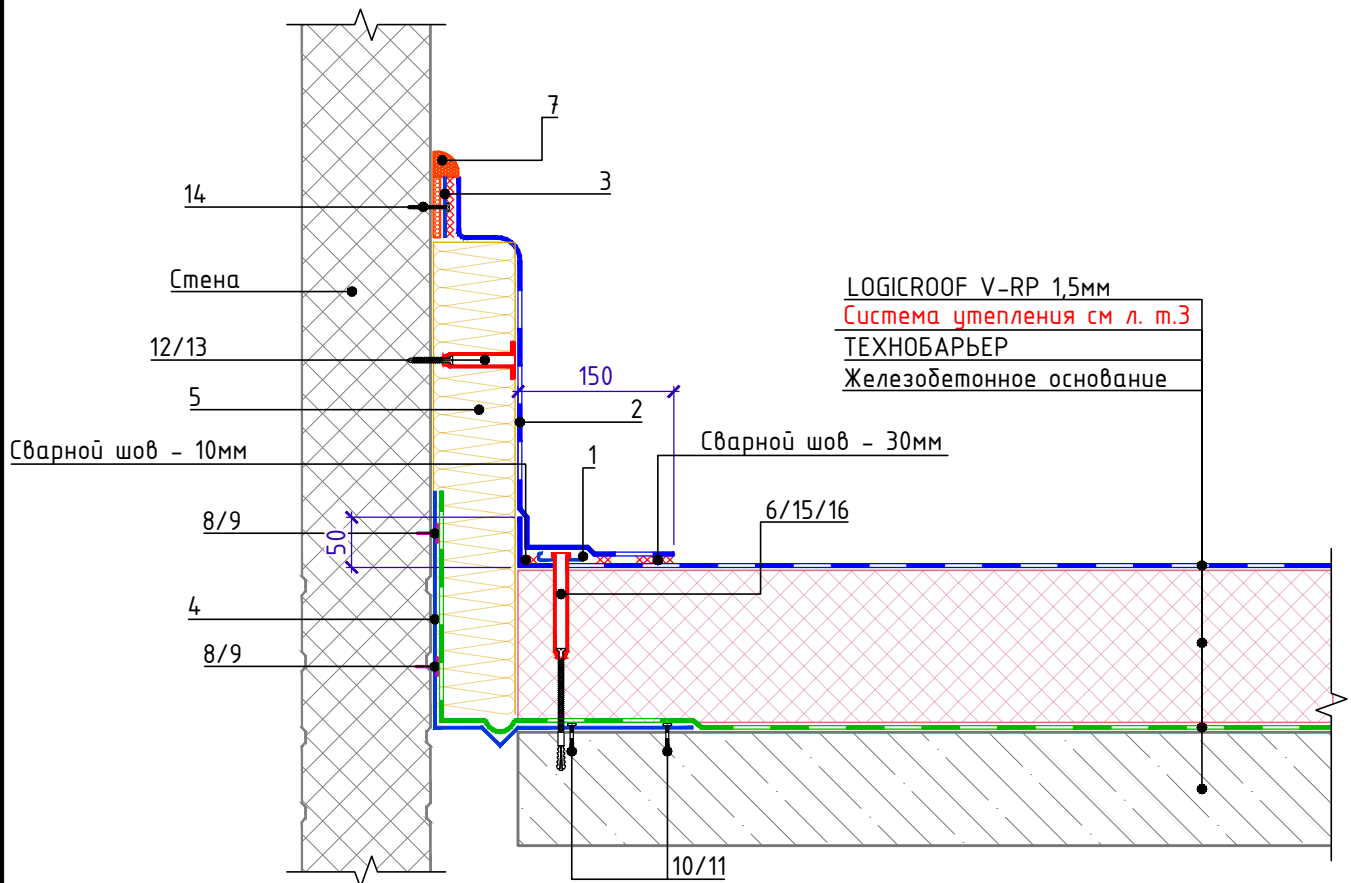 7
3
14
Стена
LOGICROOF V-RP 1,5мм
Система утепления см л. т.3
ТЕХНОБАРЬЕР
Железобетонное основание
12/13
150
5
2
Сварной шов - 10мм
1
Сварной шов - 30мм
6/15/16
8/9
50
4
8/9
10/11